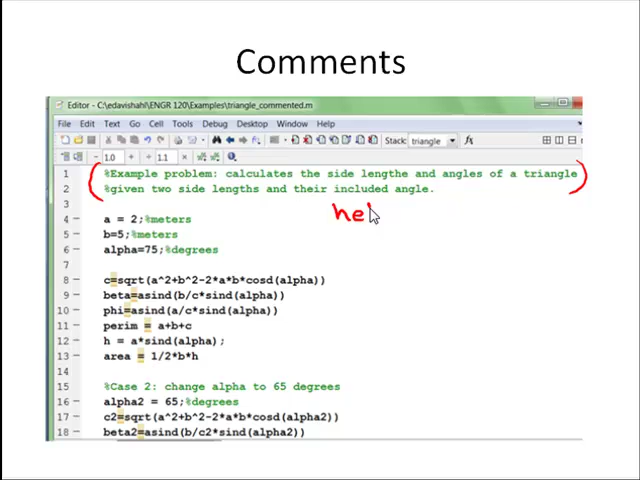 Comments
Editor - C:\edavishahl\ENGR 120\Examples\triangle_commented.m
File Edit Text Go Cell Tools Debug Desktop Window Help
Stack: triangle fx
− 1.0 + ÷ 1.1 ×
1 %Example problem: calculates the side lengthe and angles of a triangle
2 %given two side lengths and their included angle.
3
he
4 − a = 2;%meters
5 − b=5;%meters
6 − alpha=75;%degrees
7
8 − c=sqrt(a^2+b^2-2*a*b*cosd(alpha))
9 − beta=asind(b/c*sind(alpha))
10 − phi=asind(a/c*sind(alpha))
11 − perim = a+b+c
12 − h = a*sind(alpha);
13 − area = 1/2*b*h
14
15 %Case 2: change alpha to 65 degrees
16 − alpha2 = 65;%degrees
17 − c2=sqrt(a^2+b^2-2*a*b*cosd(alpha2))
18 − beta2=asind(b/c2*sind(alpha2))